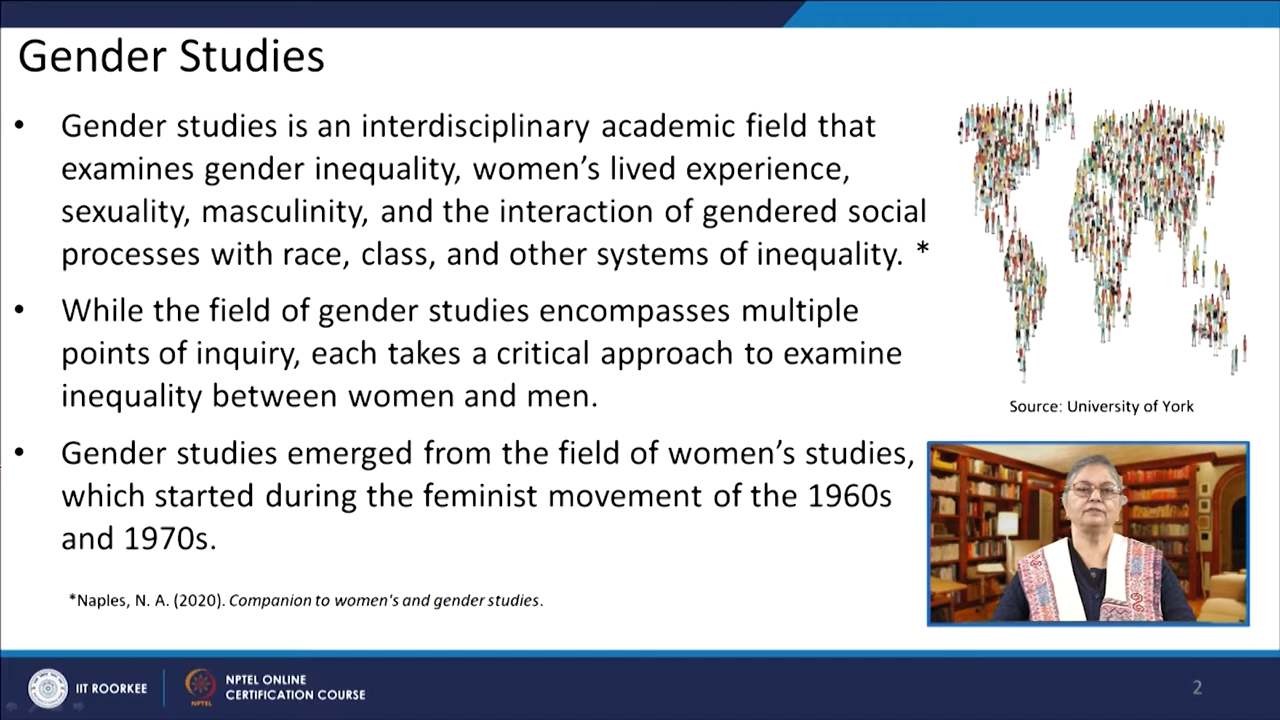 Gender Studies
• Gender studies is an interdisciplinary academic field that
examines gender inequality, women’s lived experience,
sexuality, masculinity, and the interaction of gendered social
processes with race, class, and other systems of inequality. *
• While the field of gender studies encompasses multiple
points of inquiry, each takes a critical approach to examine
inequality between women and men.
• Gender studies emerged from the field of women’s studies,
which started during the feminist movement of the 1960s
and 1970s.
*Naples, N. A. (2020). Companion to women's and gender studies.
Source: University of York
IIT ROORKEE
NPTEL
NPTEL ONLINE
CERTIFICATION COURSE
2